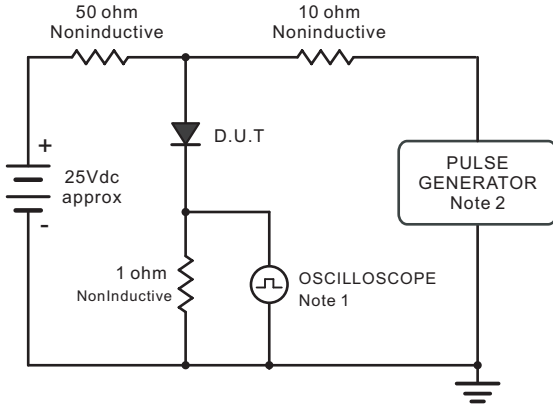 50 ohm
Noninductive
10 ohm
Noninductive
+
D.U.T
25Vdc
approx
-
PULSE
GENERATOR
Note 2
1 ohm
NonInductive
OSCILLOSCOPE
Note 1